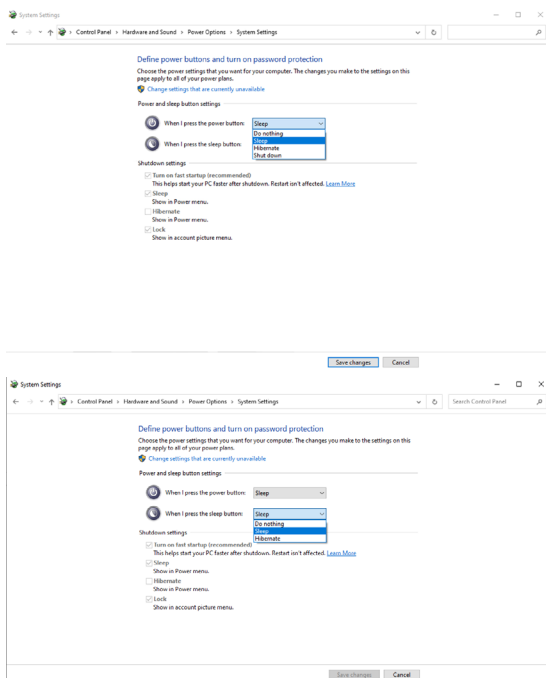 System Settings
Control Panel > Hardware and Sound > Power Options > System Settings
Define power buttons and turn on password protection
Choose the power settings that you want for your computer. The changes you make to the settings on this
page apply to all of your power plans.
Change settings that are currently unavailable
Power and sleep button settings
When I press the power button: Sleep
Do nothing
Sleep
Hibernate
Shut down
When I press the sleep button:
Shutdown settings
Turn on fast startup (recommended)
This helps start your PC faster after shutdown. Restart isn't affected. Learn More
Sleep
Show in Power menu.
Hibernate
Show in Power menu.
Lock
Show in account picture menu.
Save changes Cancel
System Settings
Control Panel > Hardware and Sound > Power Options > System Settings Search Control Panel
Define power buttons and turn on password protection
Choose the power settings that you want for your computer. The changes you make to the settings on this
page apply to all of your power plans.
Change settings that are currently unavailable
Power and sleep button settings
When I press the power button: Sleep
When I press the sleep button: Sleep
Do nothing
Sleep
Hibernate
Shutdown settings
Turn on fast startup (recommended)
This helps start your PC faster after shutdown. Restart isn't affected. Learn More
Sleep
Show in Power menu.
Hibernate
Show in Power menu.
Lock
Show in account picture menu.
Save changes Cancel